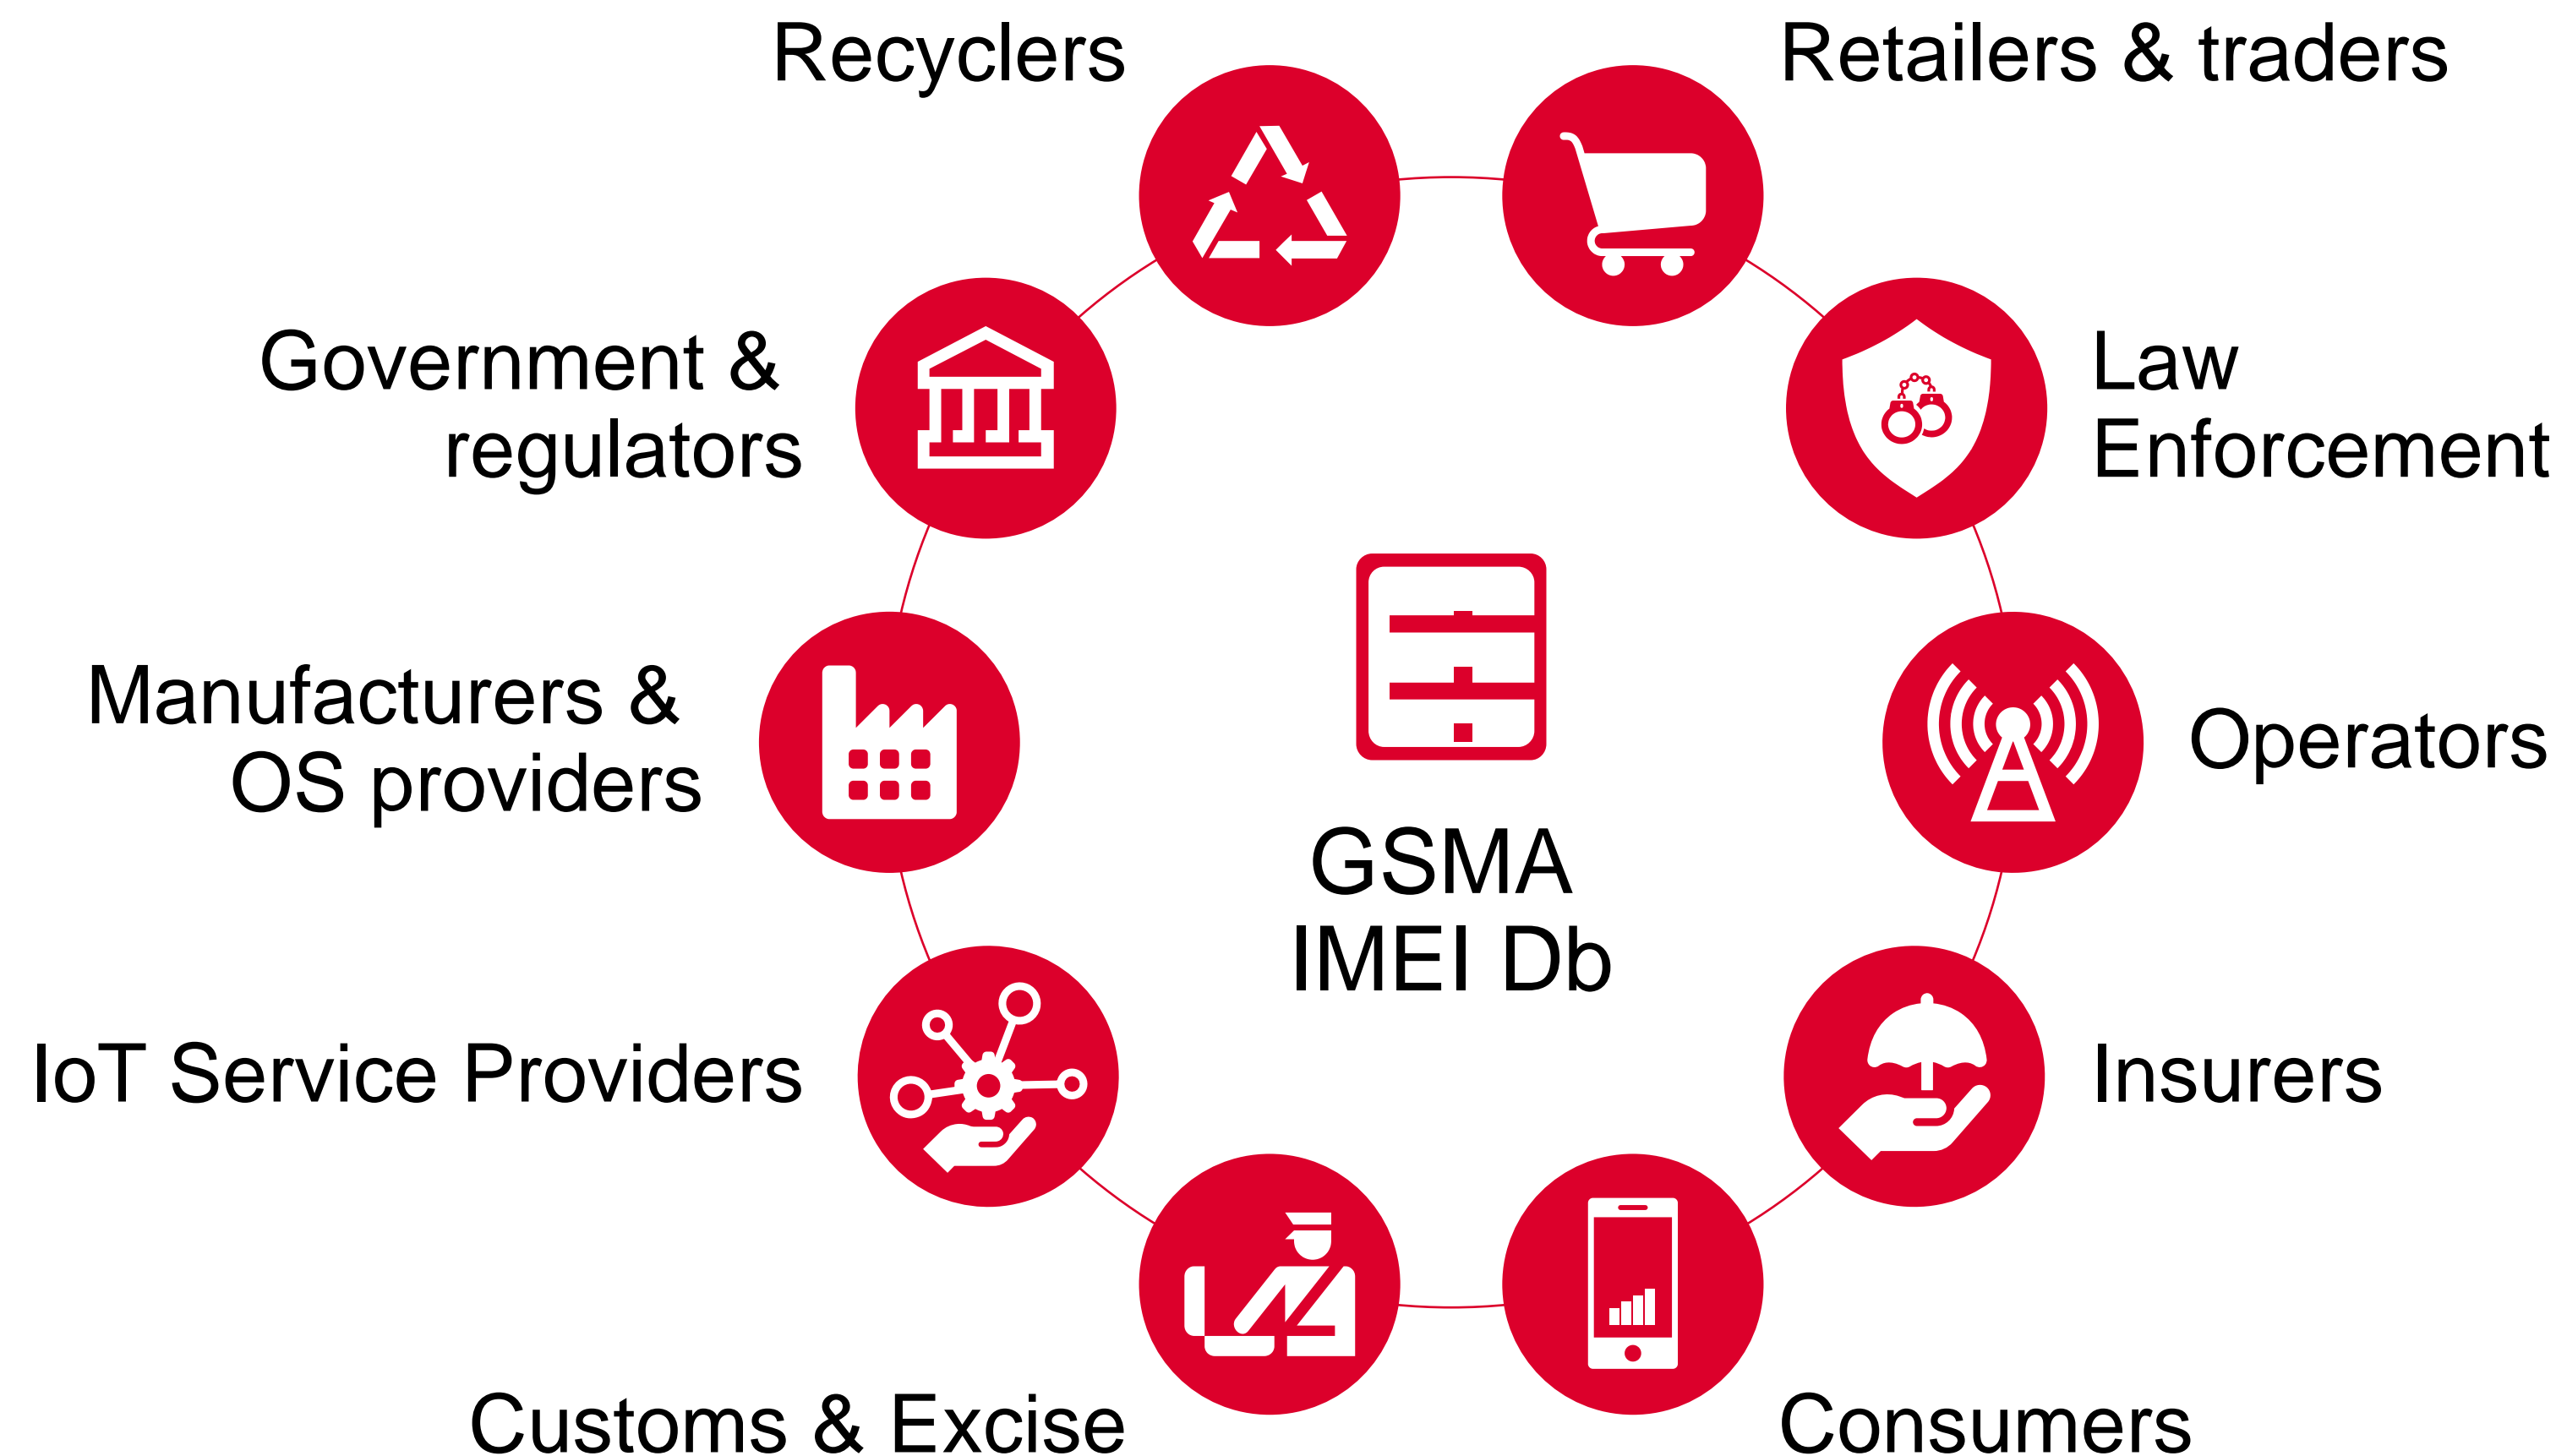 Recyclers
Retailers & traders
Government &
regulators
Law
Enforcement
Manufacturers &
OS providers
Operators
GSMA
IMEI Db
IoT Service Providers
Insurers
Customs & Excise
Consumers